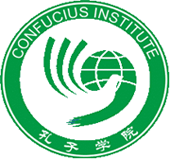 CONFUCIUS INSTITUTE
孔子学院